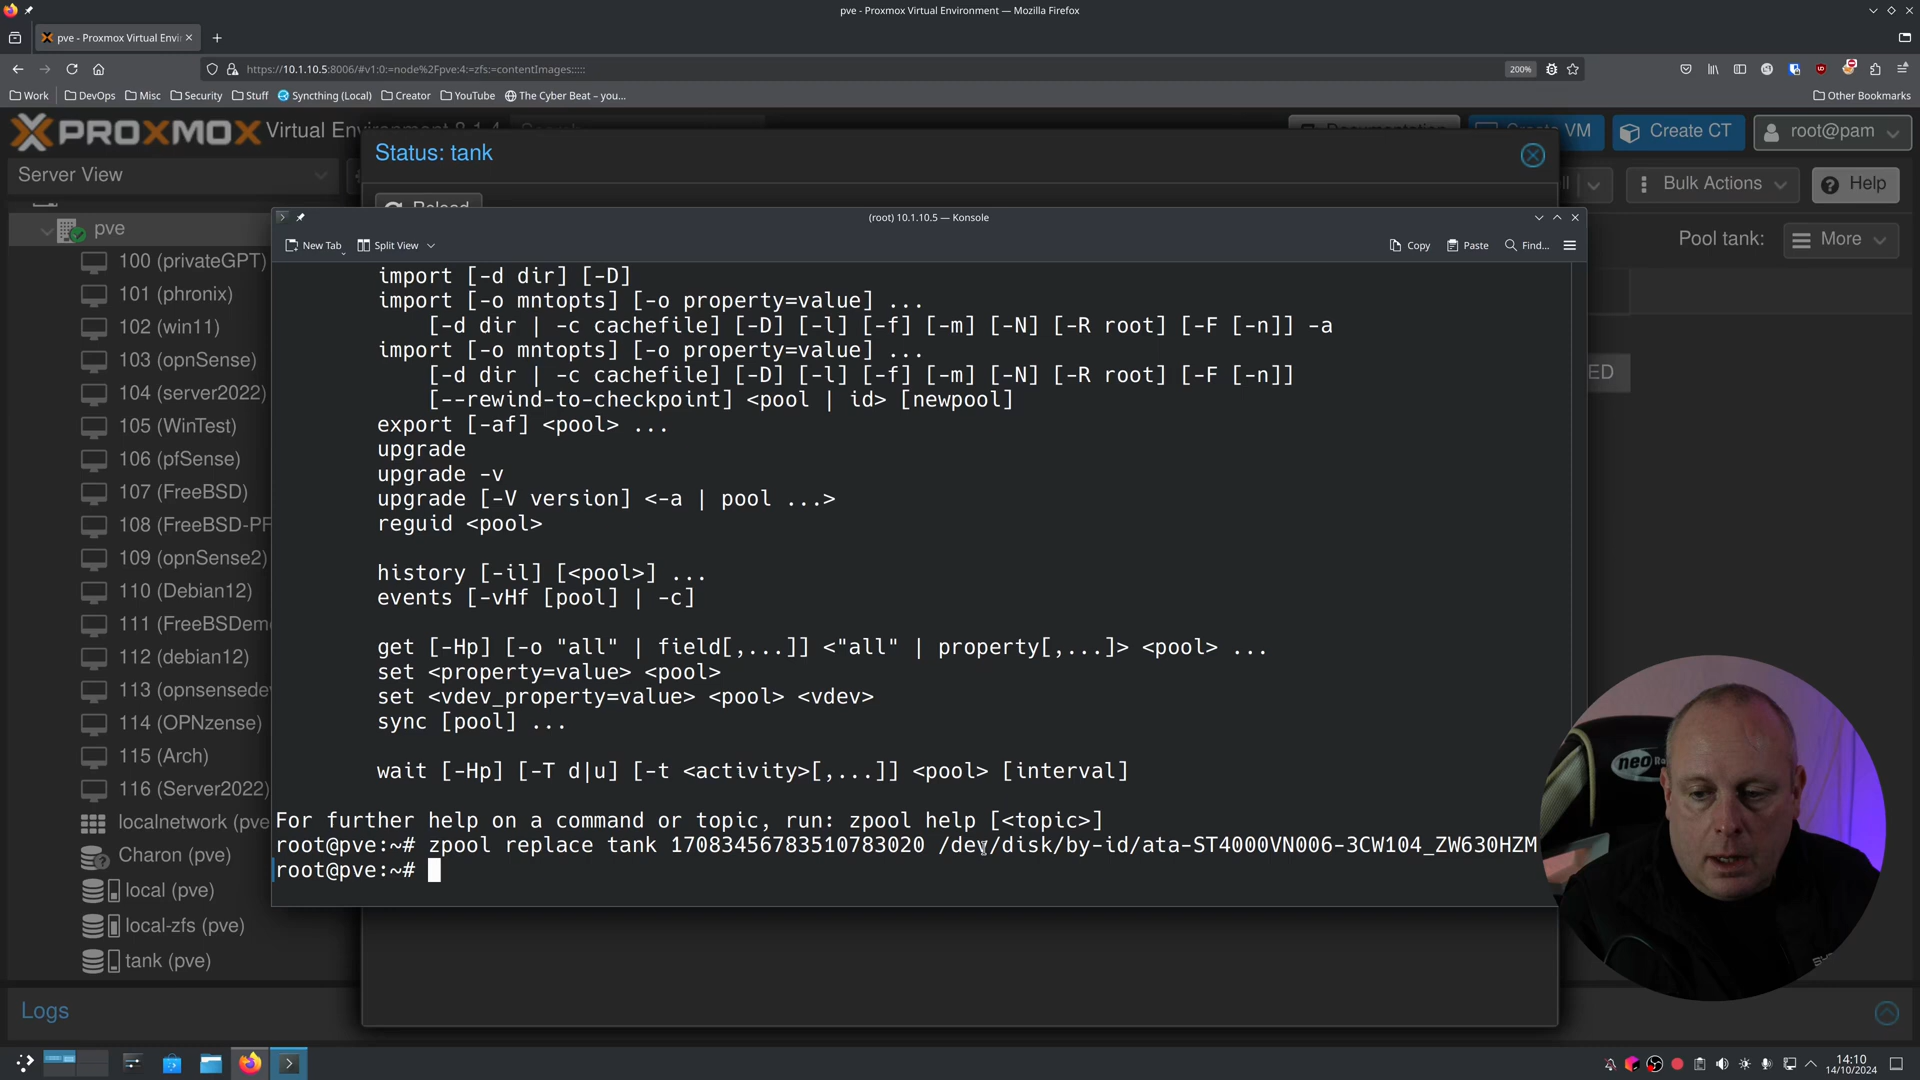 pve - Proxmox Virtual Environment — Mozilla Firefox
pve - Proxmox Virtual Envi
https://10.1.10.5:8006/#v1:0:=node%2Fpve:4:=zfs:=contentImages:::::
200%
Work
DevOps
Misc
Security
Stuff
Syncthing (Local)
Creator
YouTube
The Cyber Beat – you...
Other Bookmarks
PROXMOX Virtual Environment 8.1.4
Search
Documentation
Create VM
Create CT
root@pam
Server View
Status: tank
Reload
Bulk Actions
Help
pve
Pool tank:
More
ED
100 (privateGPT)
101 (phronix)
102 (win11)
103 (opnSense)
104 (server2022)
105 (WinTest)
106 (pfSense)
107 (FreeBSD)
108 (FreeBSD-PF
109 (opnSense2)
110 (Debian12)
111 (FreeBSDemo
112 (debian12)
113 (opnsensedev
114 (OPNzense)
115 (Arch)
116 (Server2022)
localnetwork (pve)
Charon (pve)
local (pve)
local-zfs (pve)
tank (pve)
Logs
(root) 10.1.10.5 — Konsole
New Tab
Split View
Copy
Paste
Find...
import [-d dir] [-D]
import [-o mntopts] [-o property=value] ...
[-d dir | -c cachefile] [-D] [-l] [-f] [-m] [-N] [-R root] [-F [-n]] -a
import [-o mntopts] [-o property=value] ...
[-d dir | -c cachefile] [-D] [-l] [-f] [-m] [-N] [-R root] [-F [-n]]
[--rewind-to-checkpoint] <pool | id> [newpool]
export [-af] <pool> ...
upgrade
upgrade -v
upgrade [-V version] <-a | pool ...>
reguid <pool>
history [-il] [<pool>] ...
events [-vHf [pool] | -c]
get [-Hp] [-o "all" | field[,...]] <"all" | property[,...]> <pool> ...
set <property=value> <pool>
set <vdev_property=value> <pool> <vdev>
sync [pool] ...
wait [-Hp] [-T d|u] [-t <activity>[,...]] <pool> [interval]
For further help on a command or topic, run: zpool help [<topic>]
root@pve:~# zpool replace tank 17083456783510783020 /dev/disk/by-id/ata-ST4000VN006-3CW104_ZW630HZM
root@pve:~#
neo
14:10
14/10/2024